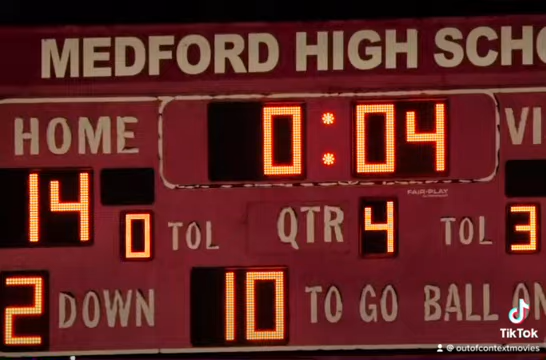 MEDFORD HIGH SCHO
HOME 0:04 VI
FAIR-PLAY
14 0 TOL QTR 4 TOL 3
2 DOWN 10 TO GO BALL ON
TikTok
@ outofcontextmovies